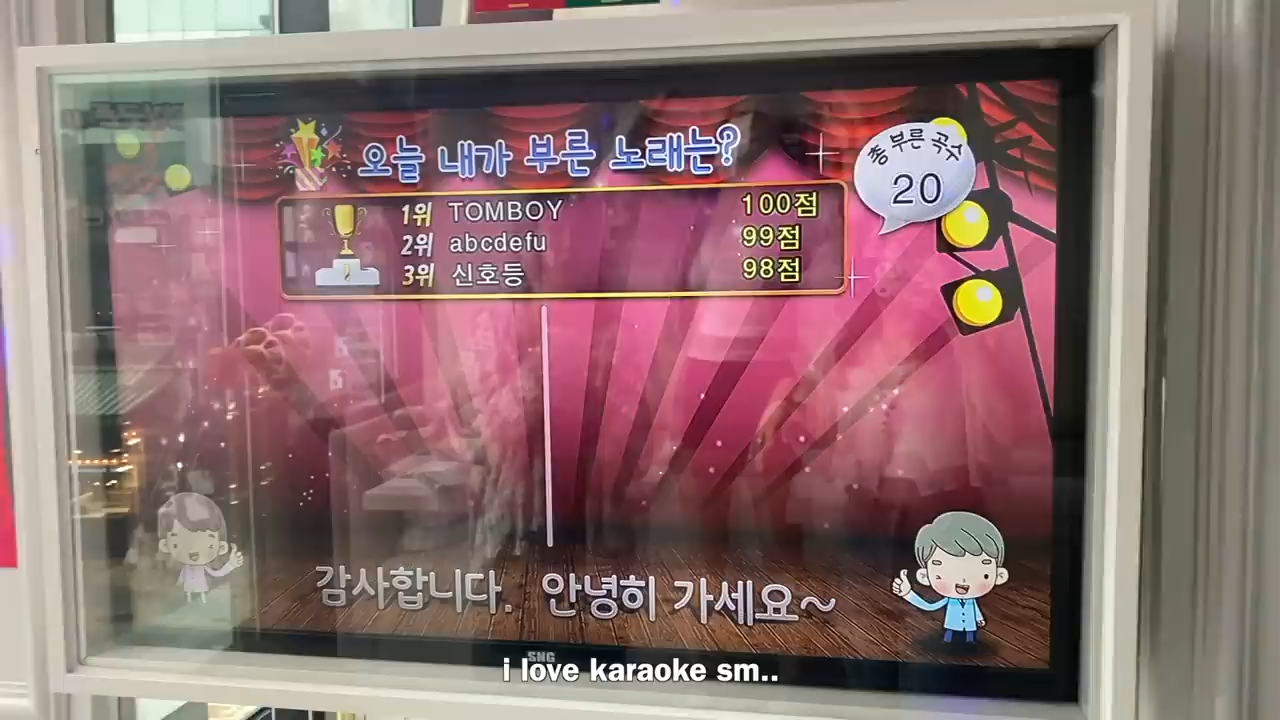 오늘 내가 부른 노래는?
총 부른 곡수
20
1위 TOMBOY 100점
2위 abcdefu 99점
3위 신호등 98점
감사합니다. 안녕히 가세요~
SNG
i love karaoke sm..